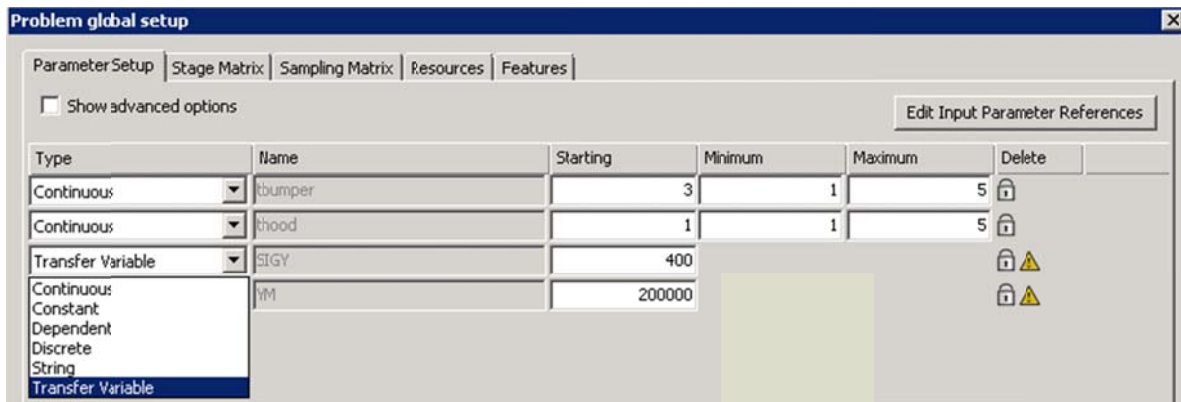 Problem global setup
Parameter Setup Stage Matrix Sampling Matrix Resources Features
Show advanced options Edit Input Parameter References
Type Name Starting Minimum Maximum Delete
Continuous tbumper 3 1 5
Continuous thood 1 1 5
Transfer Variable SIGY 400
YM 200000
Continuous
Constant
Dependent
Discrete
String
Transfer Variable